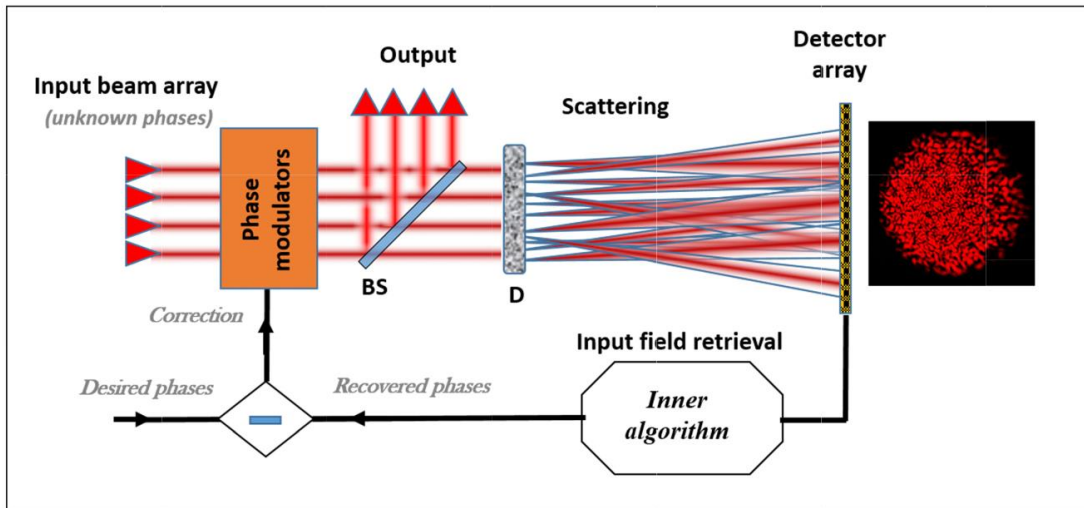 Input beam array
(unknown phases)
Output
Scattering
Detector
array
Phase
modulators
BS
D
Correction
Input field retrieval
Desired phases
Recovered phases
Inner
algorithm